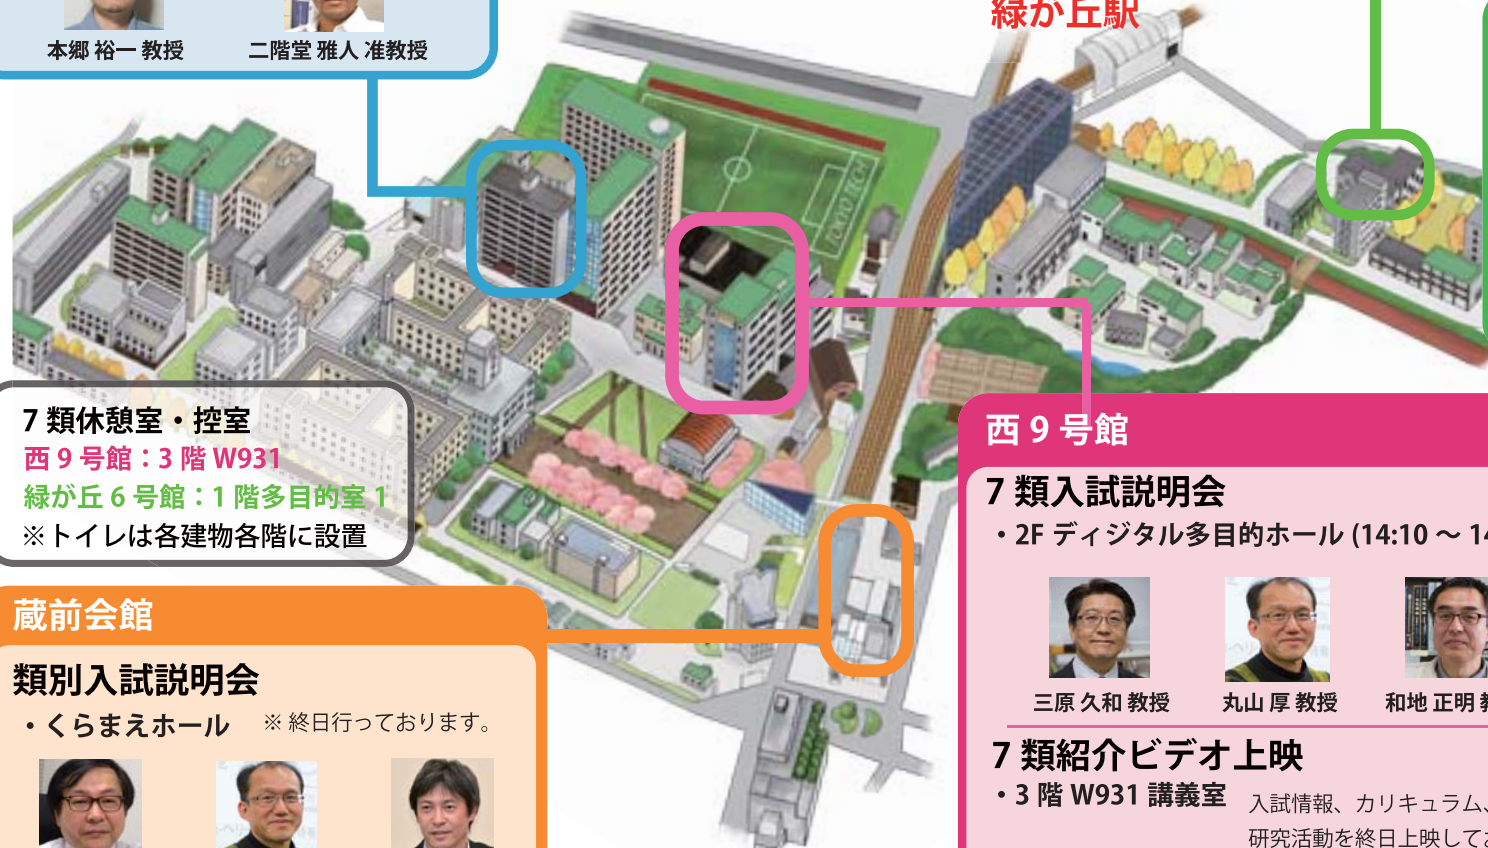 緑が丘駅
本郷 裕一 教授
二階堂 雅人 准教授
TOKYO TECH
7 類休憩室・控室
西 9 号館：3 階 W931
緑が丘 6 号館：1 階多目的室 1
※トイレは各建物各階に設置
蔵前会館
類別入試説明会
・くらまえホール ※ 終日行っております。
西 9 号館
7 類入試説明会
・2F ディジタル多目的ホール (14:10 ～ 14
三原 久和 教授
丸山 厚 教授
和地 正明 教
7 類紹介ビデオ上映
・3 階 W931 講義室
入試情報、カリキュラム、
研究活動を終日上映してお